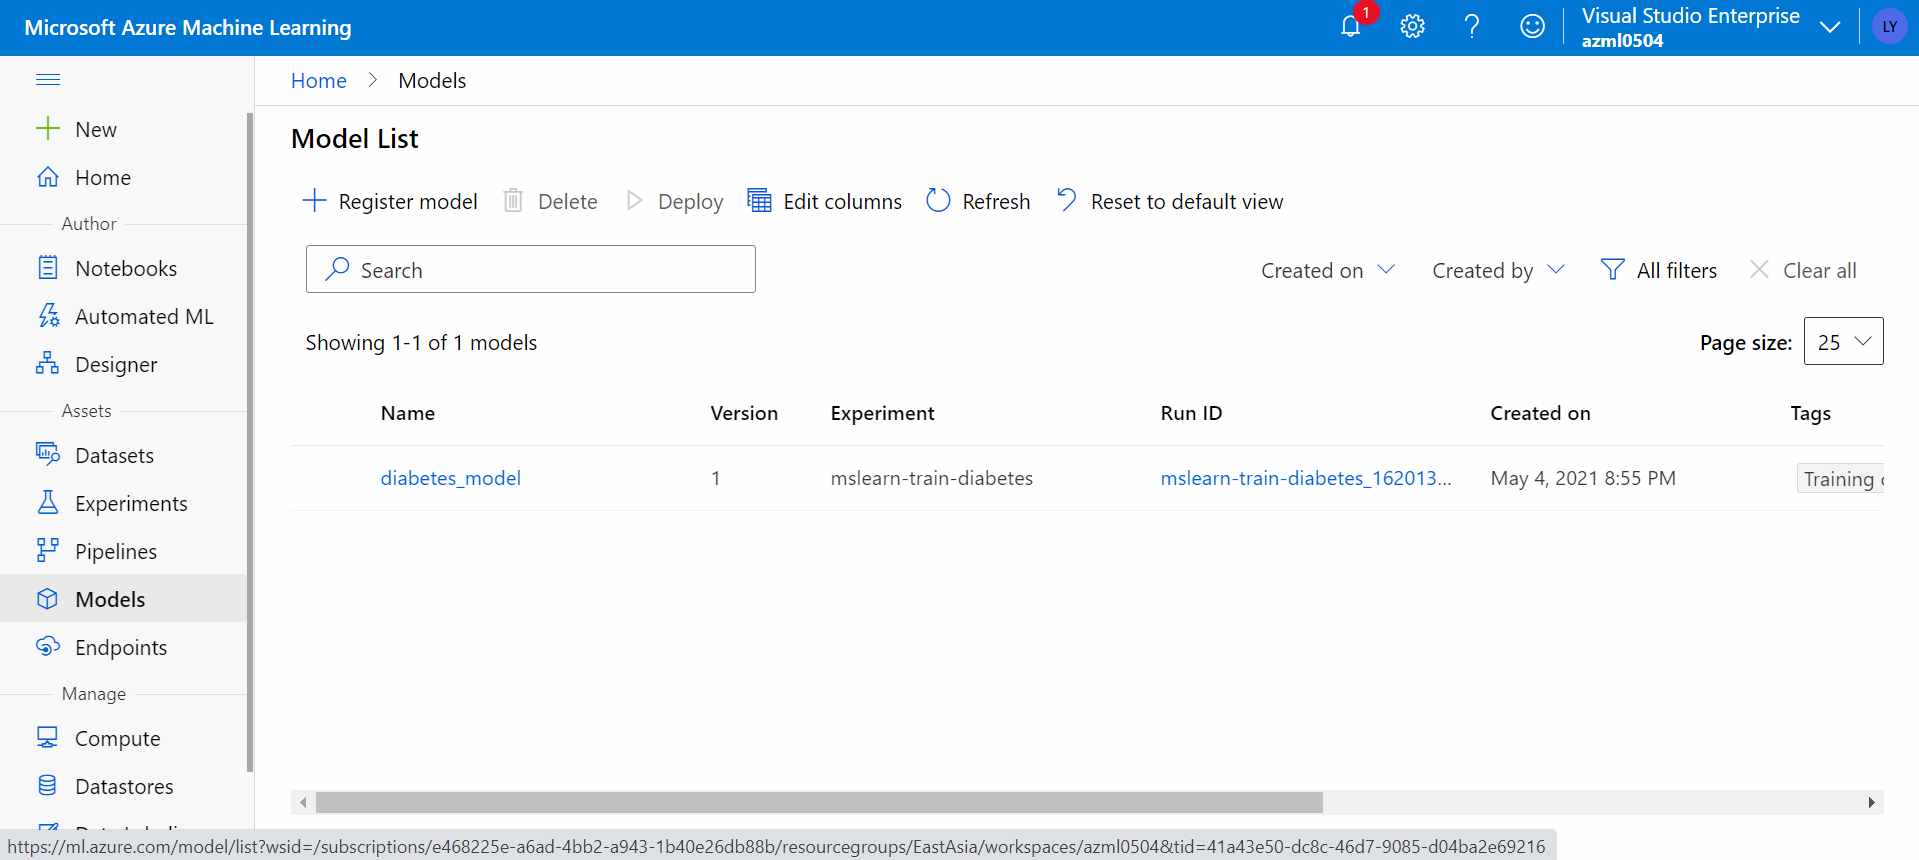 Microsoft Azure Machine Learning
1
Visual Studio Enterprise
azml0504
LY
Home > Models
New
Home
Author
Notebooks
Automated ML
Designer
Assets
Datasets
Experiments
Pipelines
Models
Endpoints
Manage
Compute
Datastores
Model List
Register model Delete Deploy Edit columns Refresh Reset to default view
Search
Created on Created by All filters Clear all
Showing 1-1 of 1 models
Page size: 25
Name Version Experiment Run ID Created on Tags
diabetes_model 1 mslearn-train-diabetes mslearn-train-diabetes_162013... May 4, 2021 8:55 PM Training
https://ml.azure.com/model/list?wsid=/subscriptions/e468225e-a6ad-4bb2-a943-1b40e26db88b/resourcegroups/EastAsia/workspaces/azml0504&tid=41a43e50-dc8c-46d7-9085-d04ba2e69216